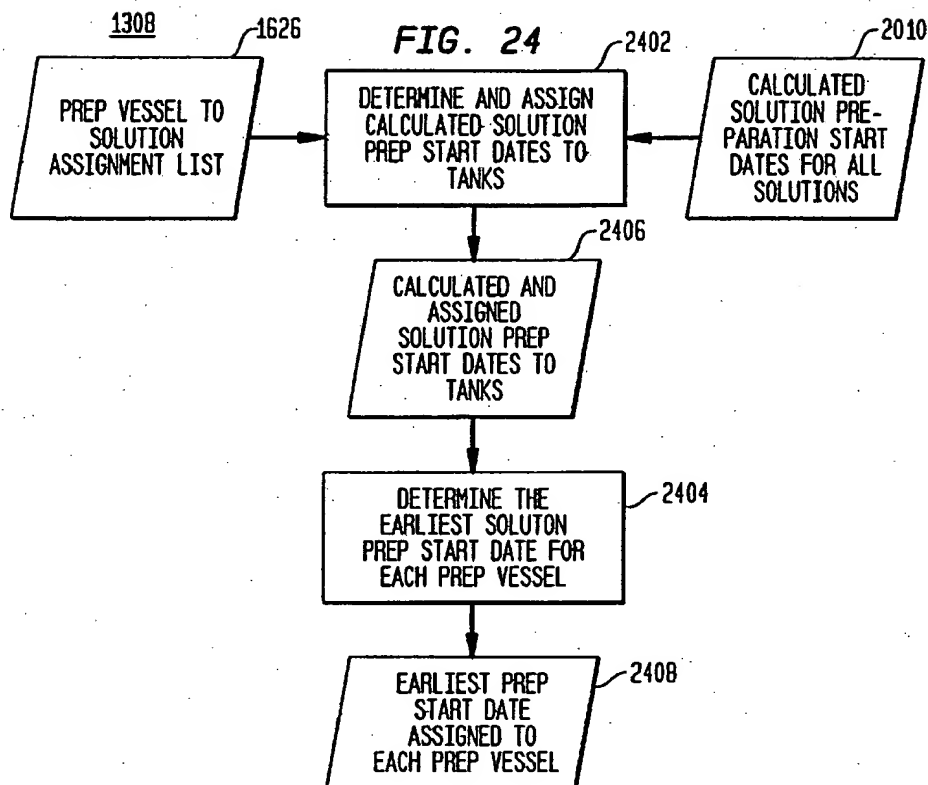 1308
1626
FIG. 24
2402
2010
PREP VESSEL TO
SOLUTION
ASSIGNMENT LIST
DETERMINE AND ASSIGN
CALCULATED SOLUTION
PREP START DATES TO
TANKS
CALCULATED
SOLUTION PRE-
PARATION START
DATES FOR ALL
SOLUTIONS
2406
CALCULATED AND
ASSIGNED
SOLUTION PREP
START DATES TO
TANKS
DETERMINE THE
EARLIEST SOLUTON
PREP START DATE FOR
EACH PREP VESSEL
2404
EARLIEST PREP
START DATE
ASSIGNED TO
EACH PREP VESSEL
2408